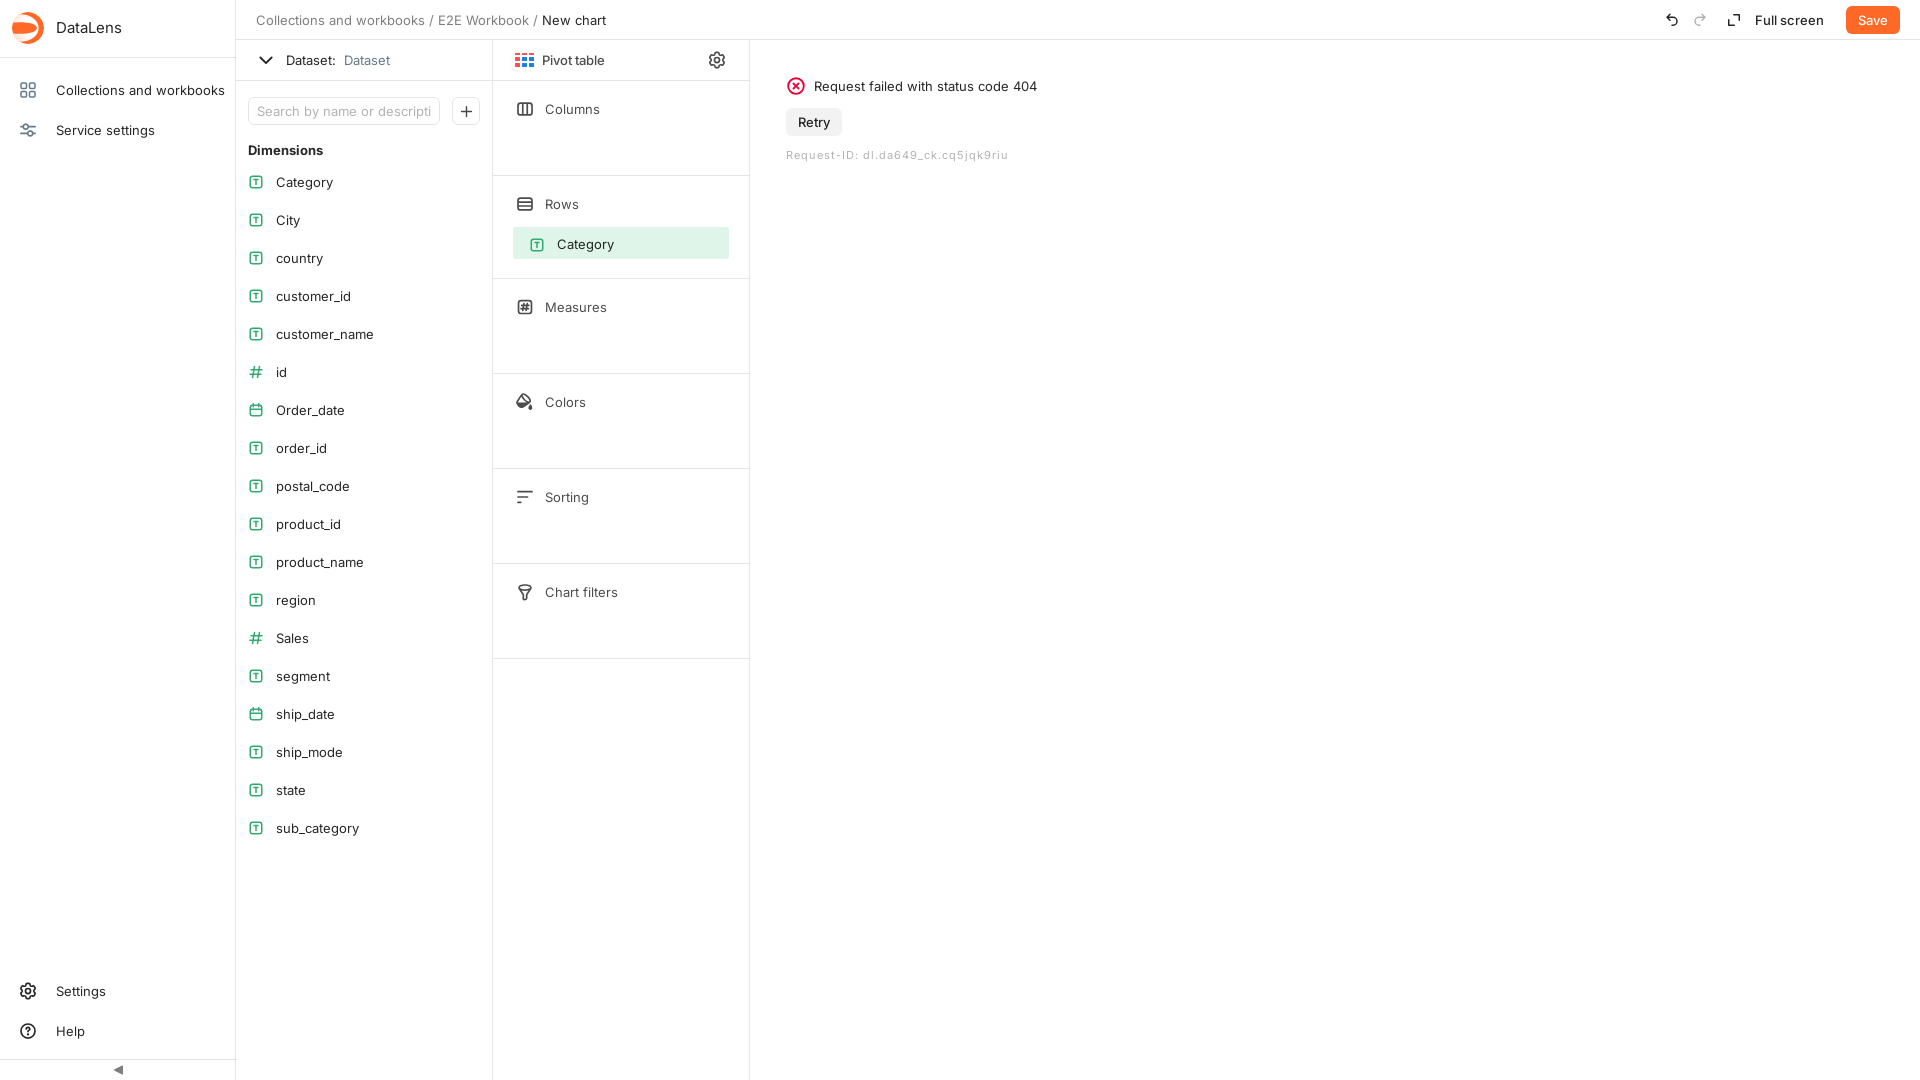 DataLens
Collections and workbooks
Service settings
Settings
Help
Collections and workbooks / E2E Workbook / New chart
Full screen
Save
Dataset: Dataset
Search by name or descripti
Dimensions
Category
City
country
customer_id
customer_name
id
Order_date
order_id
postal_code
product_id
product_name
region
Sales
segment
ship_date
ship_mode
state
sub_category
Pivot table
Columns
Rows
Category
Measures
Colors
Sorting
Chart filters
Request failed with status code 404
Retry
Request-ID: dl.da649_ck.cq5jqk9riu